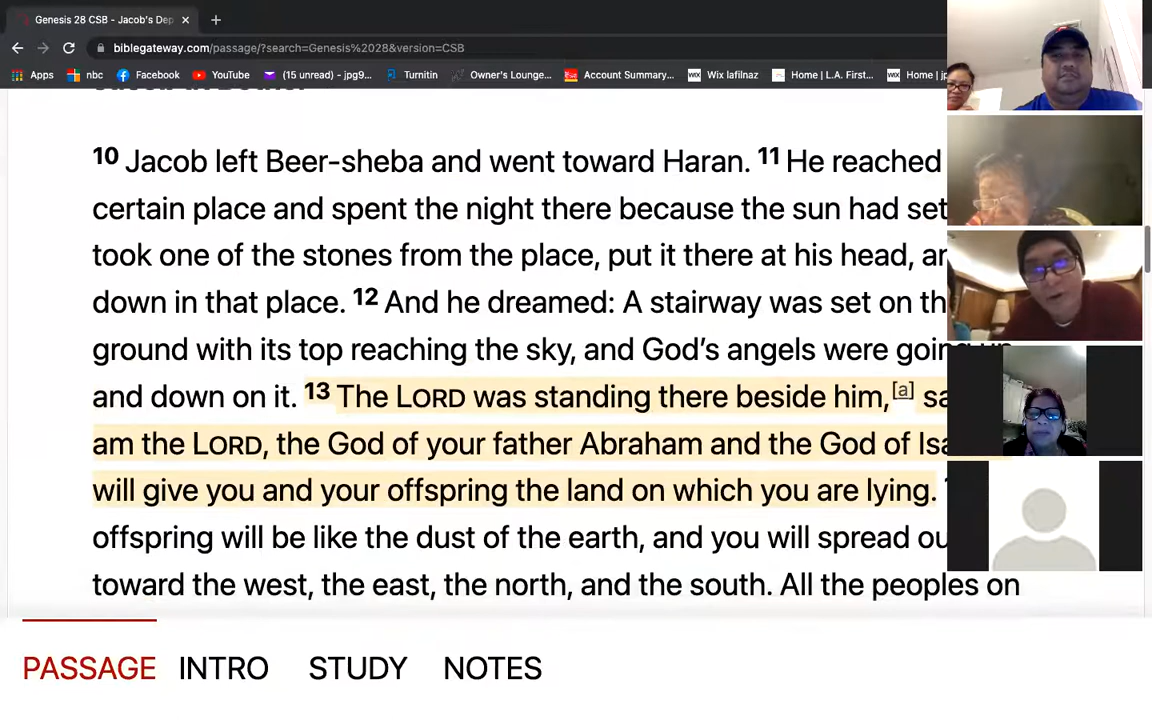 Genesis 28 CSB - Jacob's Dep
biblegateway.com/passage/?search=Genesis%2028&version=CSB
Apps nbc Facebook YouTube (15 unread) - jpg9... Turnitin Owner's Lounge... Account Summary... Wix lafilnaz Home | L.A. First... Home | jp
10 Jacob left Beer-sheba and went toward Haran. 11 He reached
certain place and spent the night there because the sun had set
took one of the stones from the place, put it there at his head,
down in that place. 12 And he dreamed: A stairway was set on
ground with its top reaching the sky, and God's angels were going up
and down on it. 13 The LORD was standing there beside him,[a]
am the LORD, the God of your father Abraham and the God of
will give you and your offspring the land on which you are lying.
offspring will be like the dust of the earth, and you will spread
toward the west, the east, the north, and the south. All the peoples on
PASSAGE INTRO STUDY NOTES